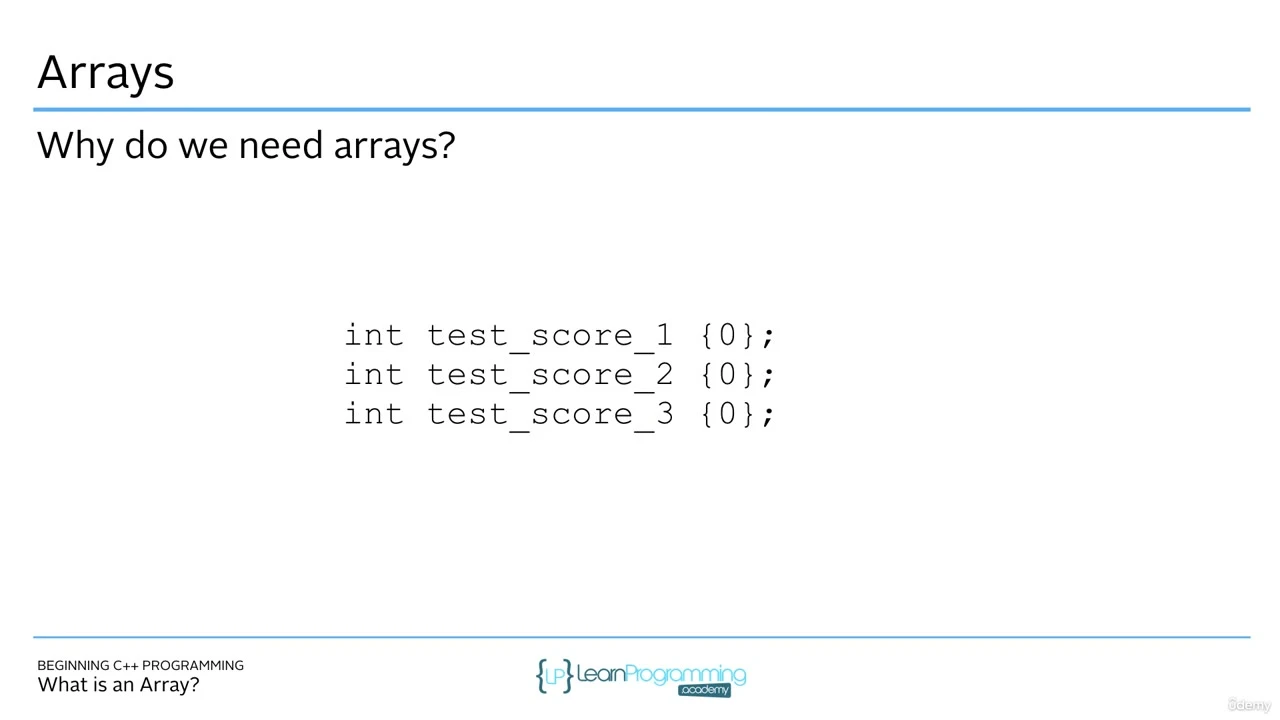 Arrays
Why do we need arrays?
int test_score_1 {0};
int test_score_2 {0};
int test_score_3 {0};
BEGINNING C++ PROGRAMMING
What is an Array?
{LP}LearnProgramming
.academy
ûdemy